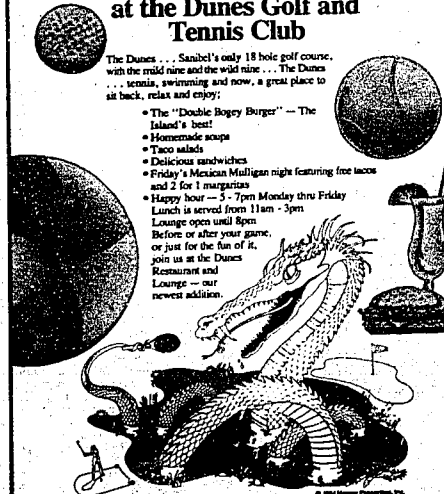 at the Dunes Golf and
Tennis Club
The Dunes . . . Sanibel's only 18 hole golf course,
with the mild nine and the wild nine . . . The Dunes
. . . tennis, swimming and now, a great place to
sit back, relax and enjoy;
• The "Double Bogey Burger" — The
Island's best!
• Homemade soups
• Taco salads
• Delicious sandwiches
• Friday's Mexican Mulligan night featuring free tacos
and 2 for 1 margaritas
• Happy hour — 5 - 7pm Monday thru Friday
Lunch is served from 11am - 3pm
Lounge open until 8pm
Before or after your game,
or just for the fun of it,
join us at the Dunes
Restaurant and
Lounge — our
newest addition.